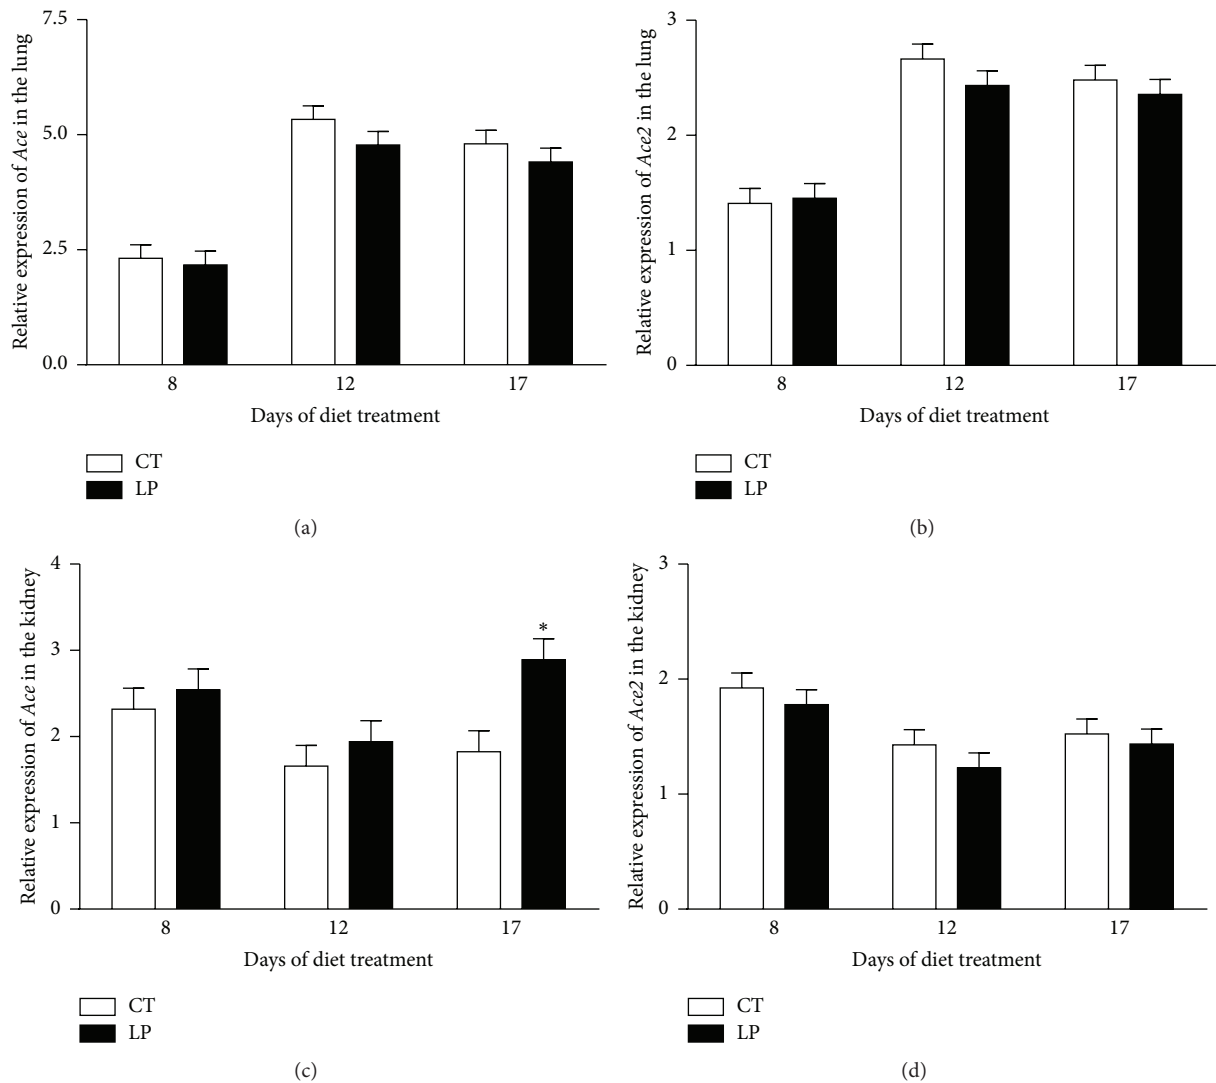 Relative expression of Ace in the lung
7.5
5.0
2.5
0.0
8
12
17
Days of diet treatment
CT
LP
(a)
Relative expression of Ace2 in the lung
3
2
1
0
8
12
17
Days of diet treatment
CT
LP
(b)
Relative expression of Ace in the kidney
4
3
2
1
0
*
8
12
17
Days of diet treatment
CT
LP
(c)
Relative expression of Ace2 in the kidney
3
2
1
0
8
12
17
Days of diet treatment
CT
LP
(d)